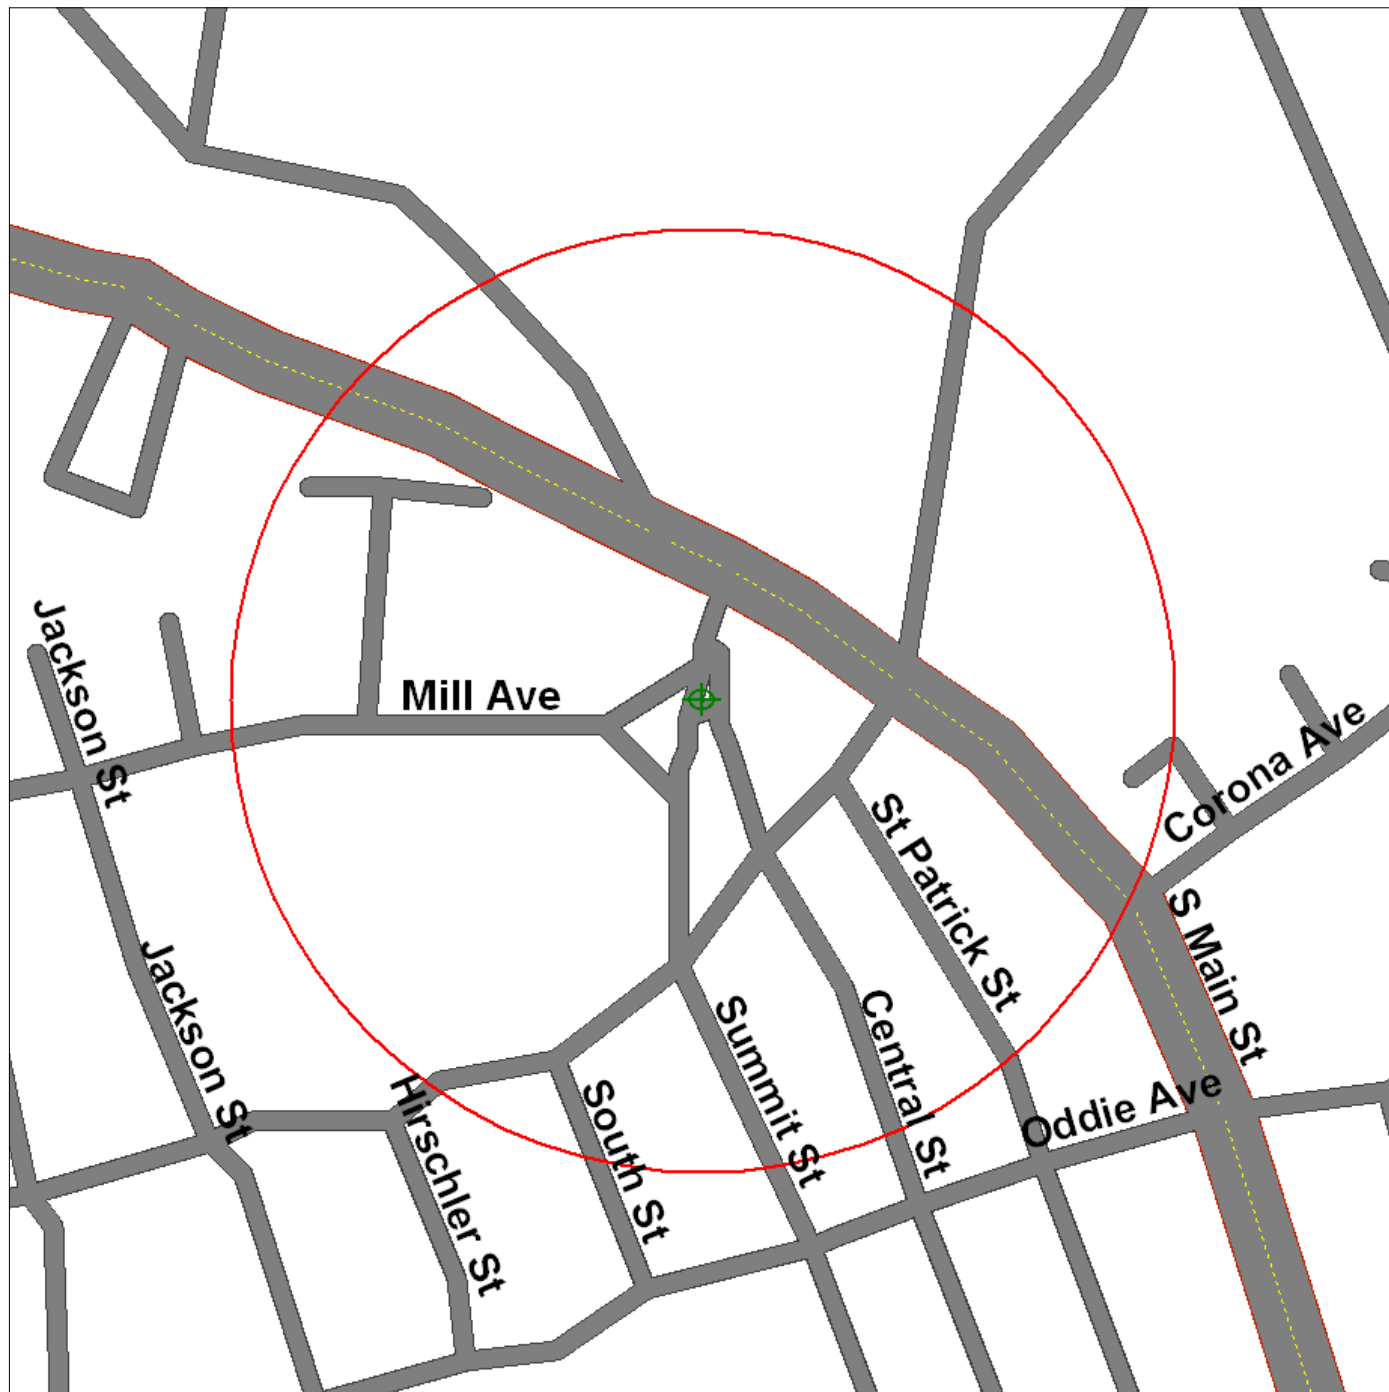 Jackson St
Mill Ave
Corona Ave
St Patrick St
S Main St
Jackson St
Summit St
Central St
Oddie Ave
Hirschler St
South St